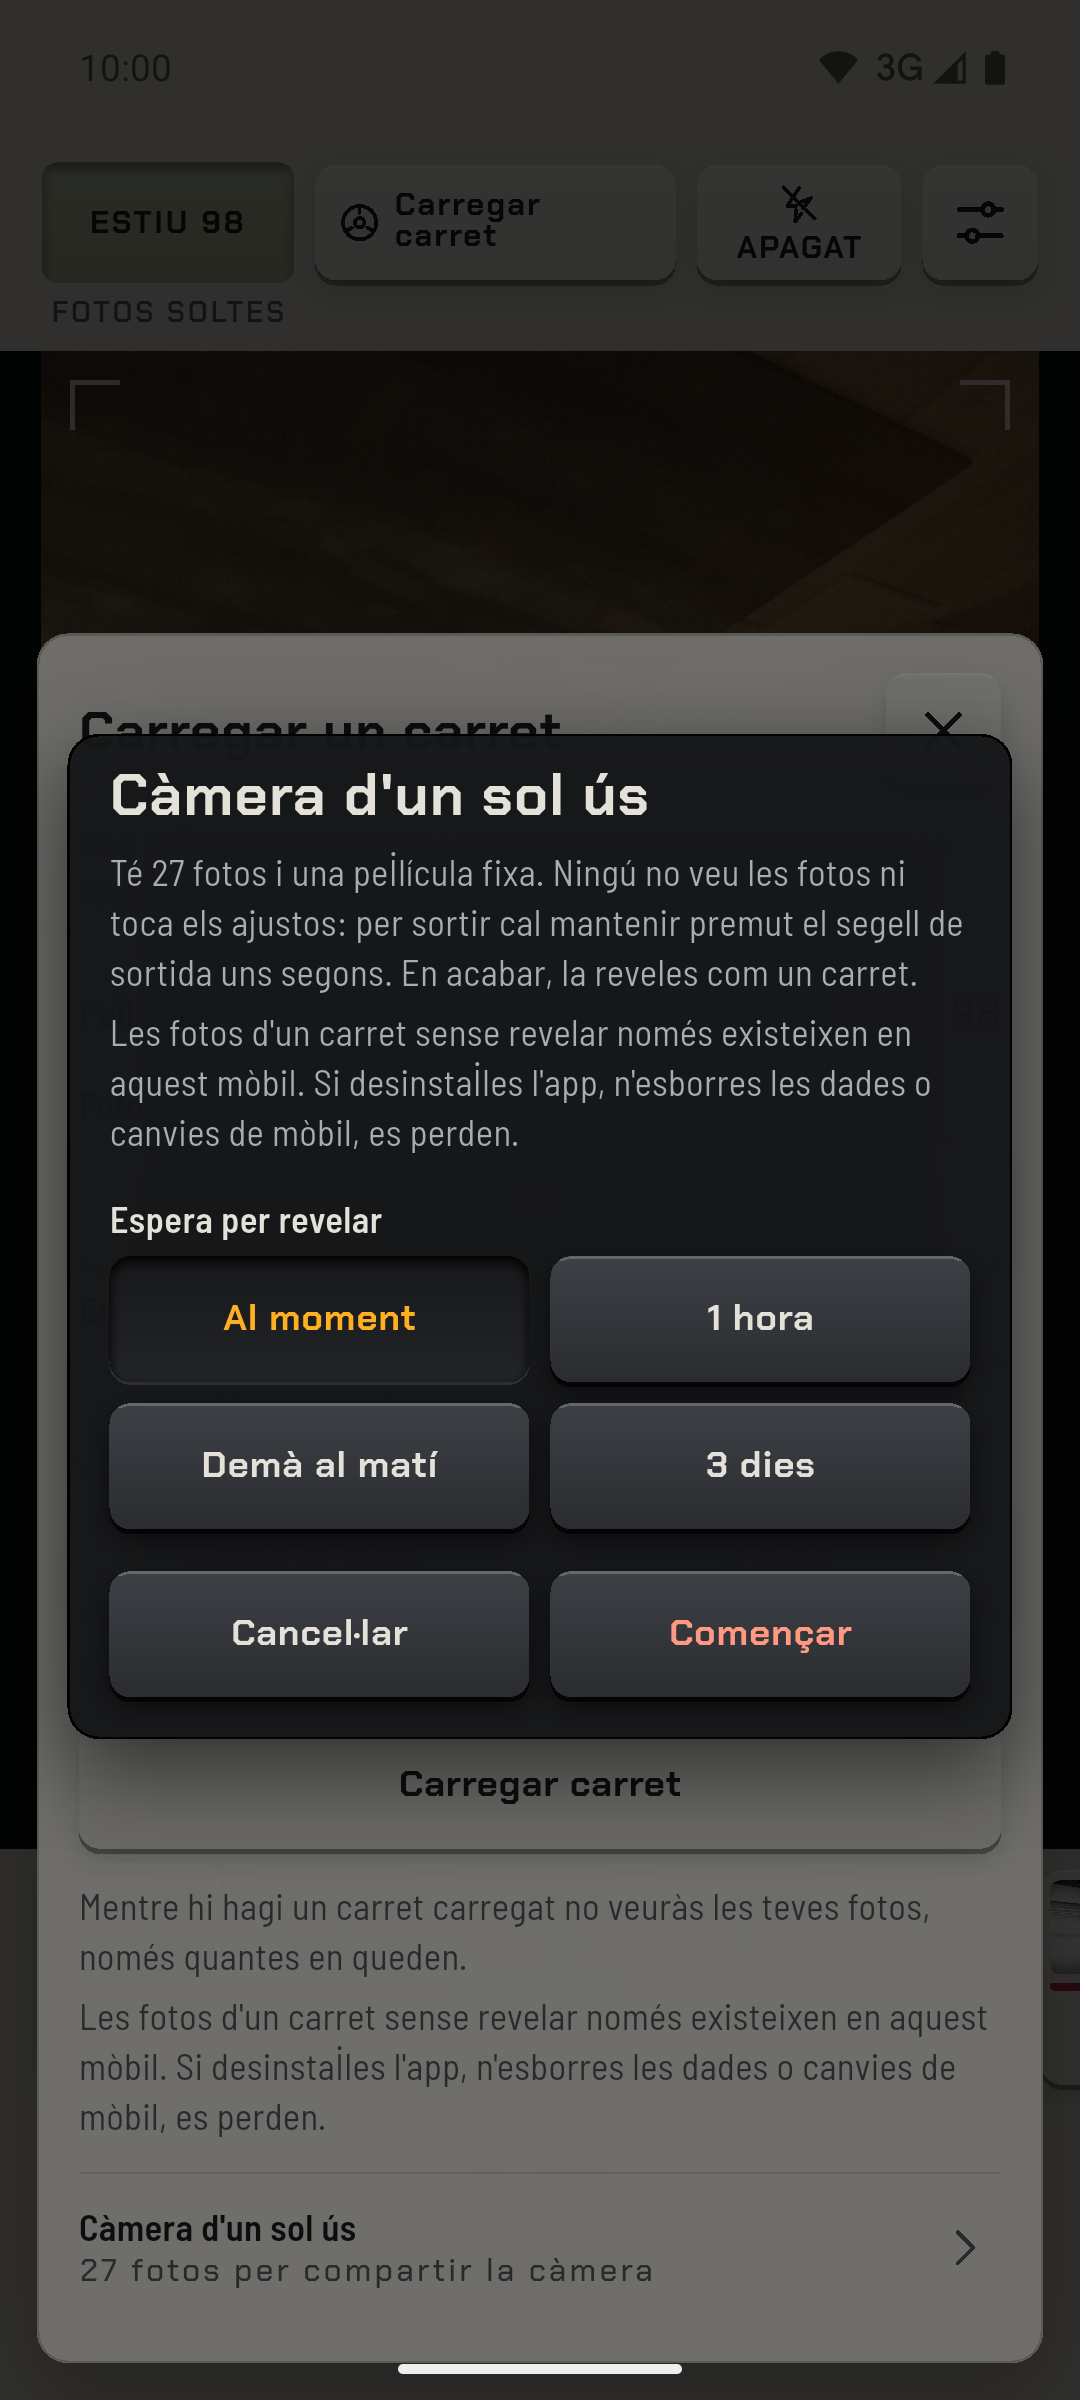 10:00
3G
ESTIU 98
Carregar
carret
APAGAT
FOTOS SOLTES
Carregar un carret
Càmera d'un sol ús
Té 27 fotos i una pel·lícula fixa. Ningú no veu les fotos ni
toca els ajustos: per sortir cal mantenir premut el segell de
sortida uns segons. En acabar, la reveles com un carret.
Les fotos d'un carret sense revelar només existeixen en
aquest mòbil. Si desinstal·les l'app, n'esborres les dades o
canvies de mòbil, es perden.
Espera per revelar
Al moment
1 hora
Demà al matí
3 dies
Cancel·lar
Començar
Carregar carret
Mentre hi hagi un carret carregat no veuràs les teves fotos,
només quantes en queden.
Les fotos d'un carret sense revelar només existeixen en aquest
mòbil. Si desinstal·les l'app, n'esborres les dades o canvies de
mòbil, es perden.
Càmera d'un sol ús
27 fotos per compartir la càmera